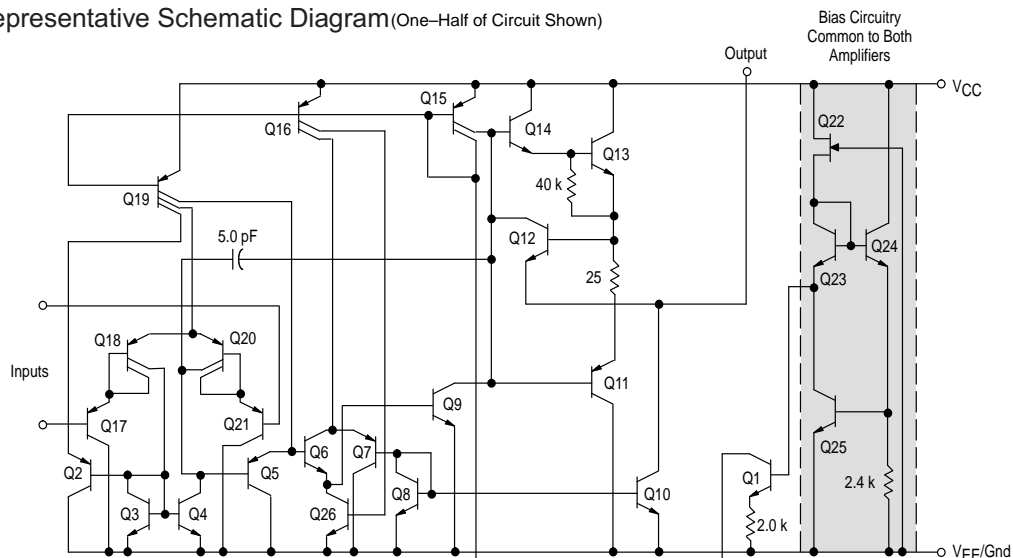 epresentative Schematic Diagram (One–Half of Circuit Shown)
Bias Circuitry
Common to Both
Amplifiers
Output
VCC
Q15
Q22
Q16
Q14
Q13
Q19
40 k
5.0 pF
Q12
Q24
25
Q23
Q18
Q20
Inputs
Q11
Q9
Q17
Q21
Q6
Q7
Q25
Q2
Q5
Q1
2.4 k
Q8
Q10
Q3
Q4
Q26
2.0 k
VEE/Gnd